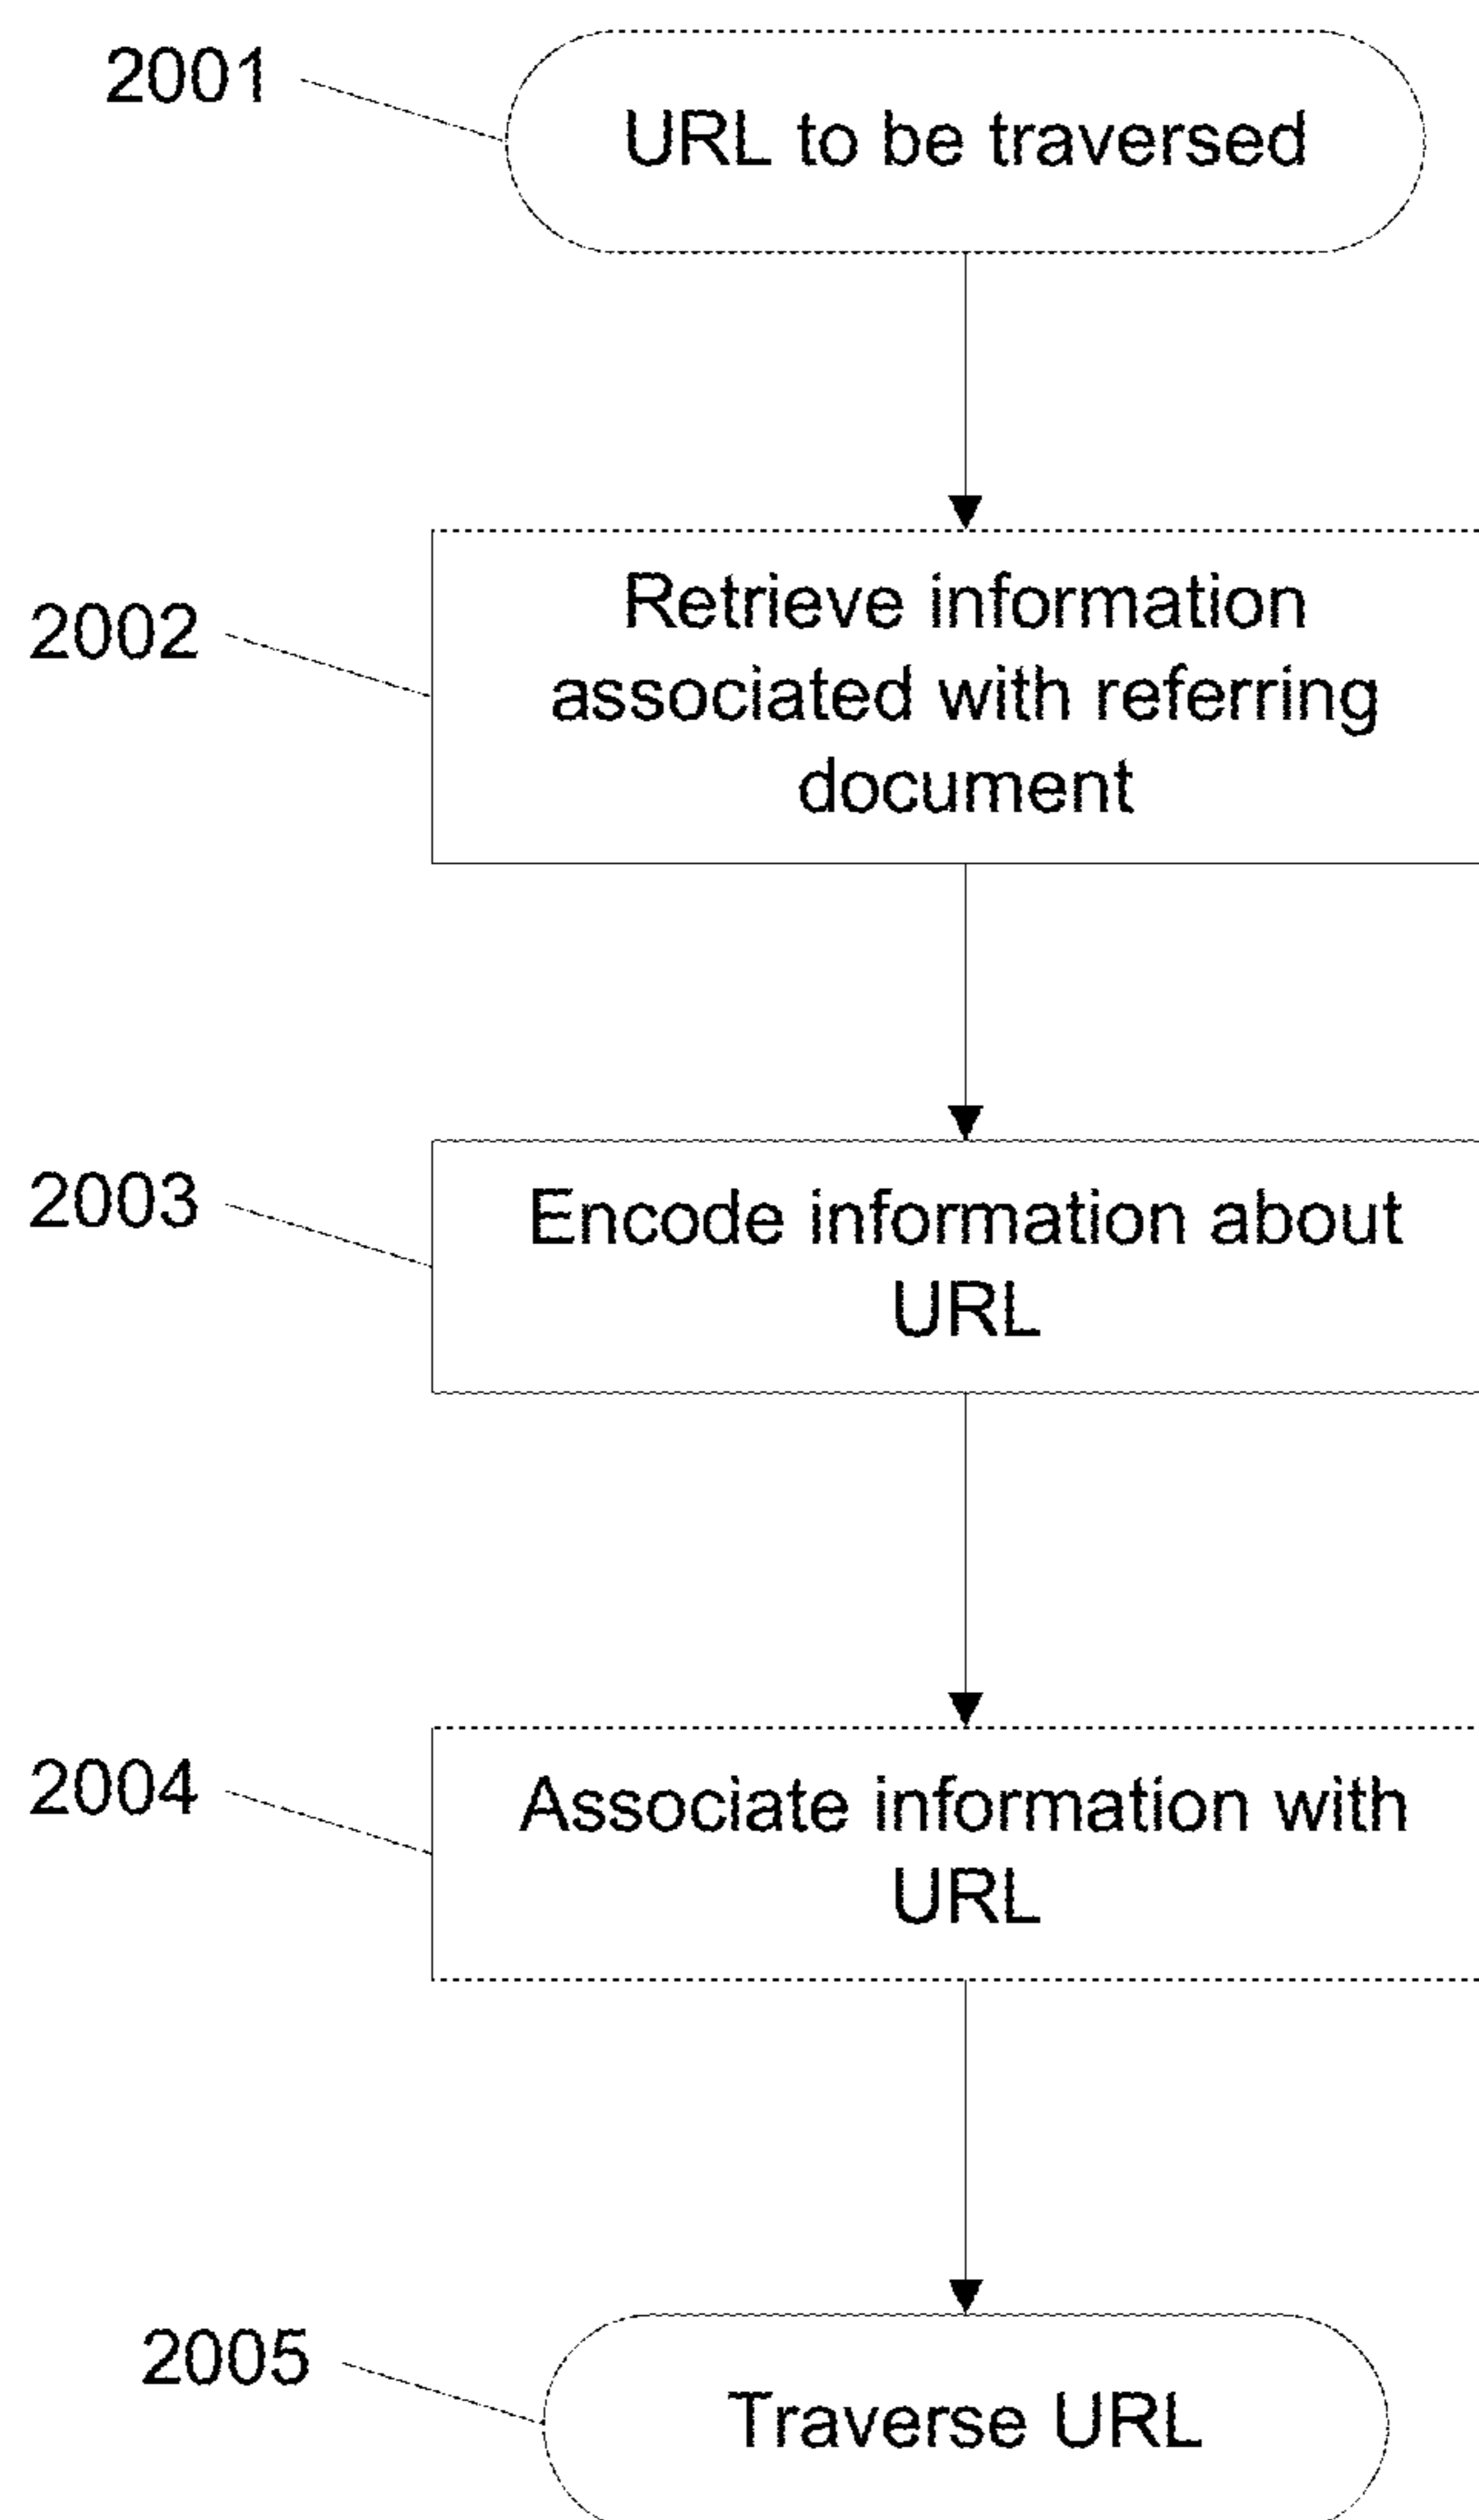 2001
URL to be traversed
2002
Retrieve information
associated with referring
document
2003
Encode information about
URL
2004
Associate information with
URL
2005
Traverse URL